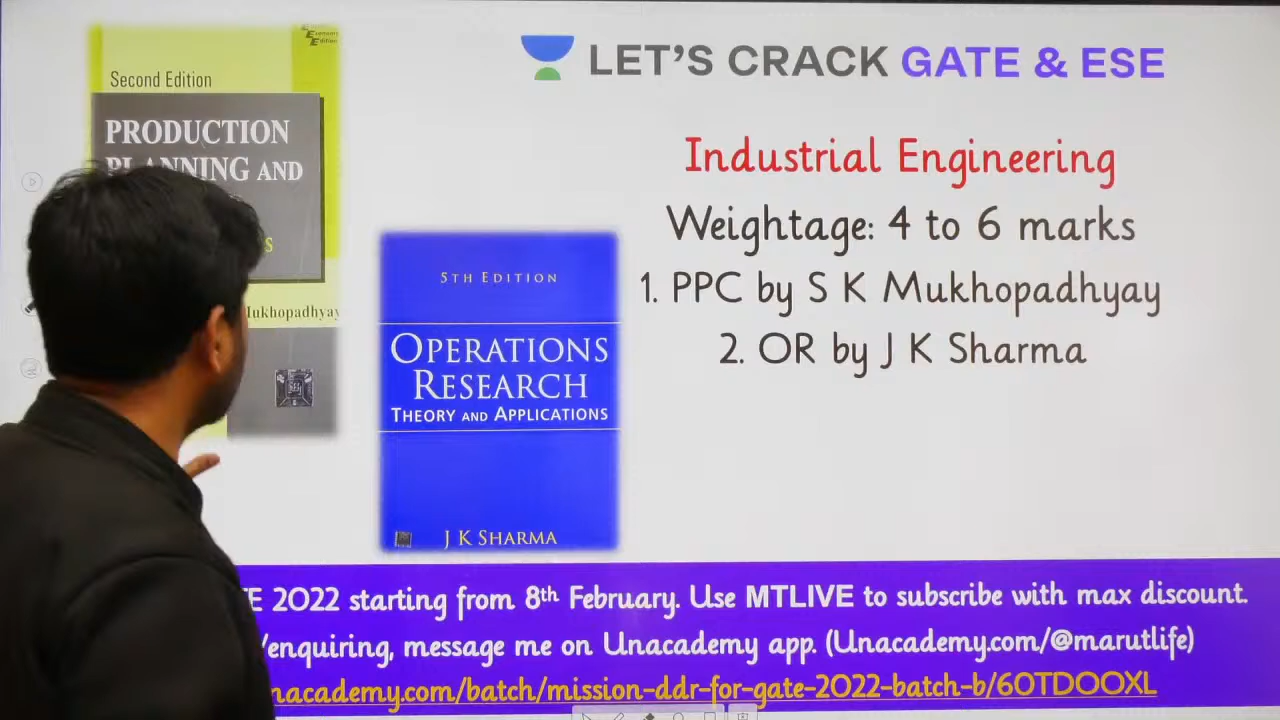 Economy
Edition
Second Edition
PRODUCTION
PLANNING AND
S
Mukhopadhyay
5TH EDITION
OPERATIONS
RESEARCH
THEORY AND APPLICATIONS
J K SHARMA
LET'S CRACK GATE & ESE
Industrial Engineering
Weightage: 4 to 6 marks
1. PPC by S K Mukhopadhyay
2. OR by J K Sharma
E 2022 starting from 8th February. Use MTLIVE to subscribe with max discount.
/enquiring, message me on Unacademy app. (Unacademy.com/@marutlife)
nacademy.com/batch/mission-ddr-for-gate-2022-batch-b/6OTDOOXL